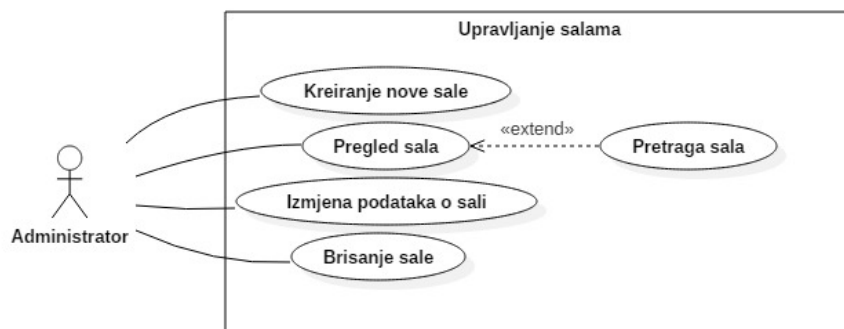 Upravljanje salama
Kreiranje nove sale
«extend»
Pregled sala
Pretraga sala
Izmjena podataka o sali
Administrator
Brisanje sale